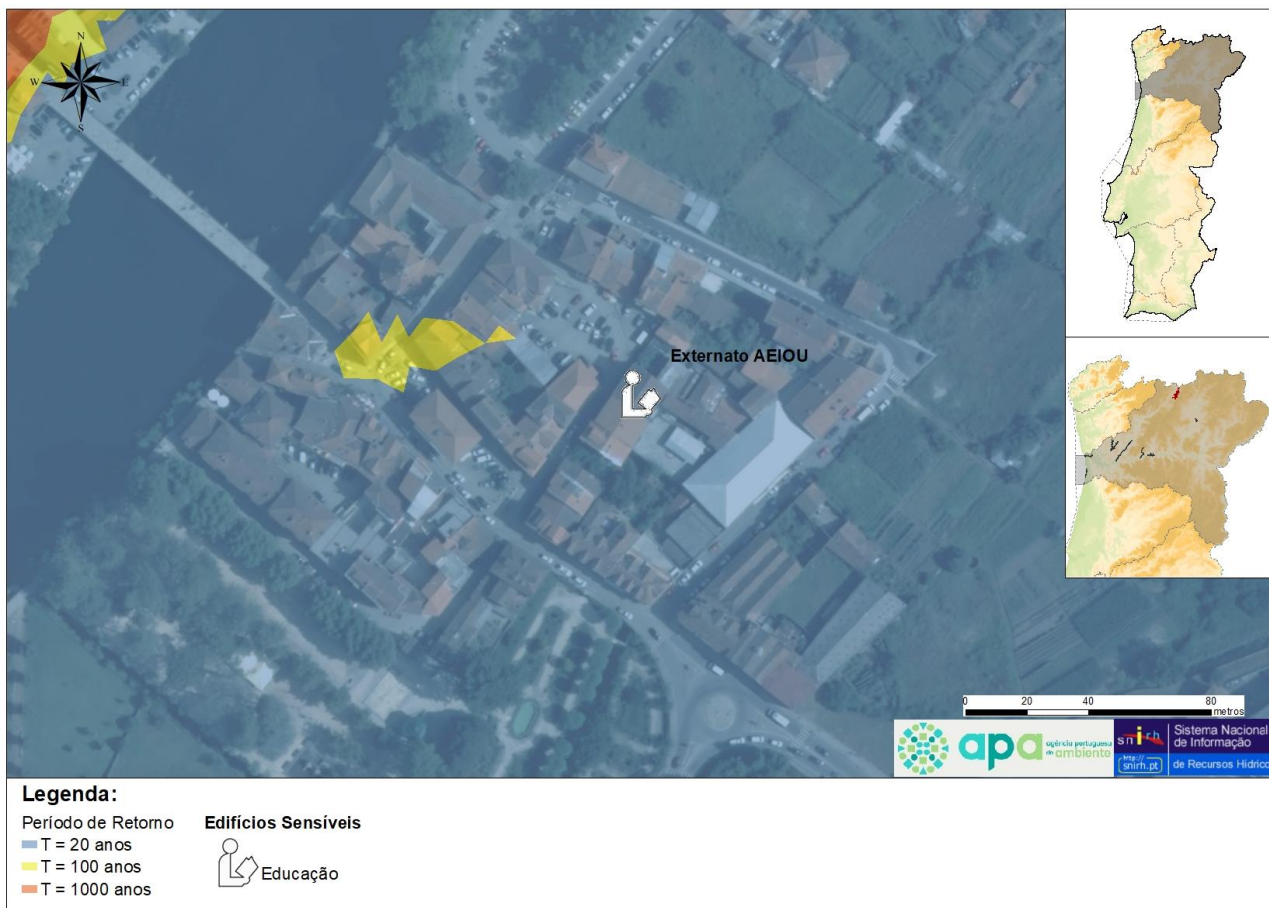 N
W E
S
Externato AEIOU
0 20 40 80
metros
apa agência portuguesa
do ambiente
snirh
http://
snirh.pt
Sistema Nacional
de Informação
de Recursos Hídricos
Legenda:
Período de Retorno
T = 20 anos
T = 100 anos
T = 1000 anos
Edifícios Sensíveis
Educação